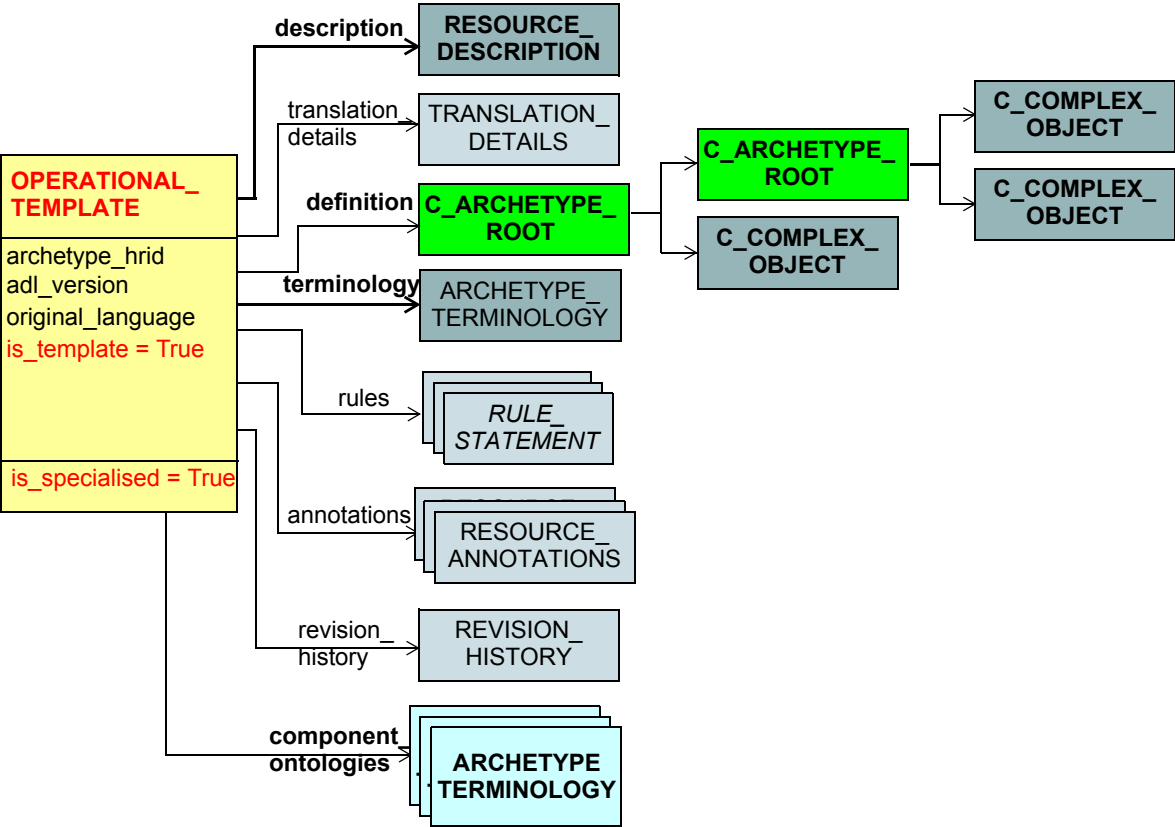 description
RESOURCE_
DESCRIPTION
translation_
details
TRANSLATION_
DETAILS
OPERATIONAL_
TEMPLATE
archetype_hrid
adl_version
original_language
is_template = True
is_specialised = True
definition
C_ARCHETYPE_
ROOT
C_ARCHETYPE_
ROOT
C_COMPLEX_
OBJECT
C_COMPLEX_
OBJECT
C_COMPLEX_
OBJECT
terminology
ARCHETYPE_
TERMINOLOGY
rules
RULE_
STATEMENT
annotations
RESOURCE_
ANNOTATIONS
revision_
history
REVISION_
HISTORY
component_
ontologies
ARCHETYPE
TERMINOLOGY